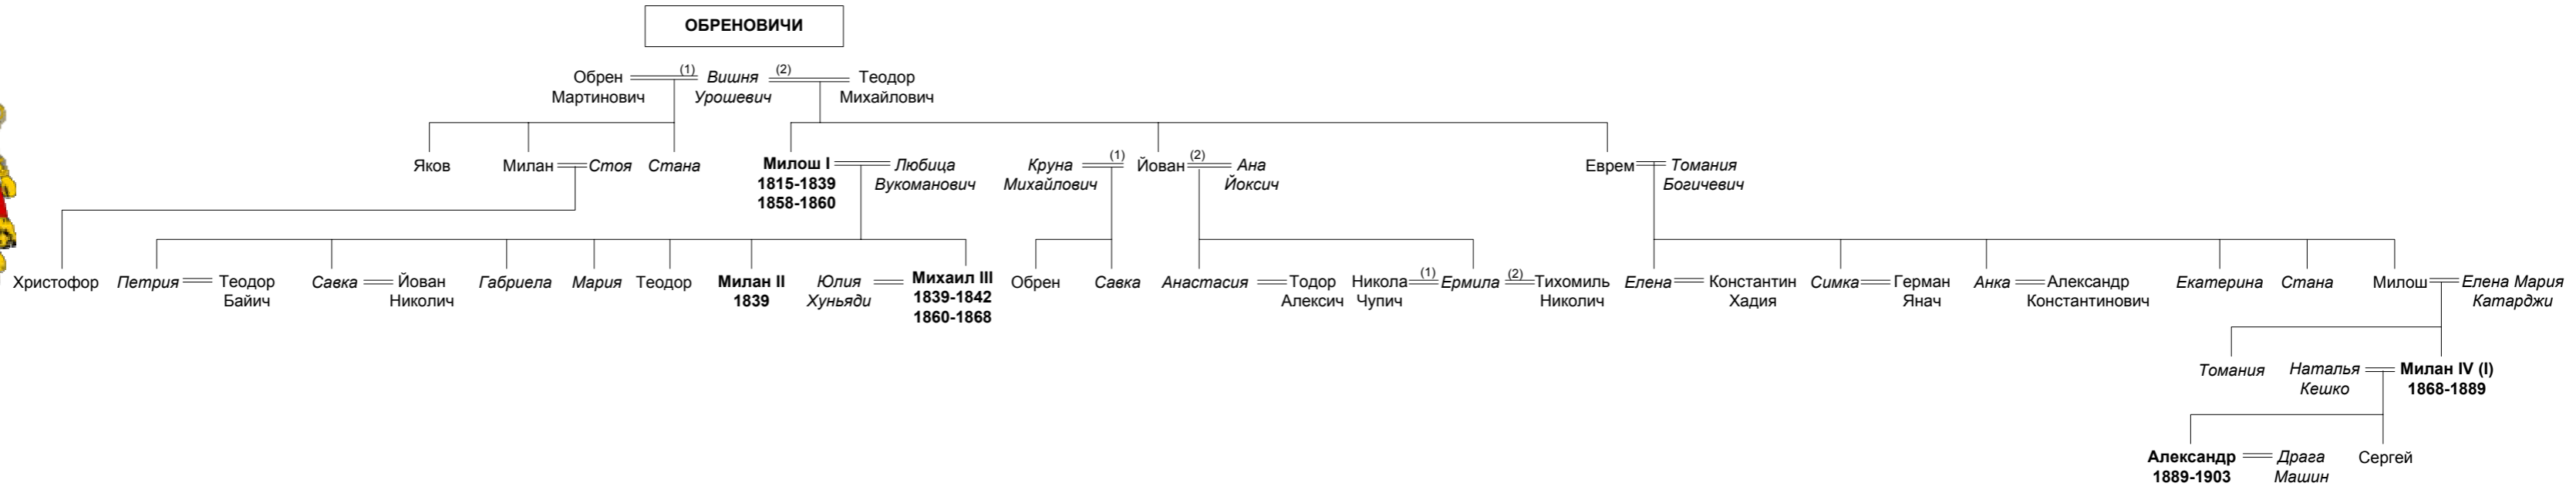 ОБРЕНОВИЧИ
Обрен (1) Вишня (2) Теодор
Мартинович Урошевич Михайлович
Яков Милан Стоя Стана Милош I Любица Круна (1) Йован (2) Ана Еврем Томания
1815-1839 Вукоманович Михайлович Йоксич Богичевич
1858-1860
Христофор Петрия Теодор Савка Йован Габриела Мария Теодор Милан II Юлия Михаил III Обрен Савка Анастасия Тодор Никола (1) Ермила (2) Тихомиль Елена Константин Симка Герман Анка Александр Екатерина Стана Милош Елена Мария
Байич Николич 1839 Хуньяди 1839-1842 Алексич Чупич Николич Хадия Янач Константинович Катарджи
1860-1868
Томания Наталья Милан IV (I)
Кешко 1868-1889
Александр Драга Сергей
1889-1903 Машин